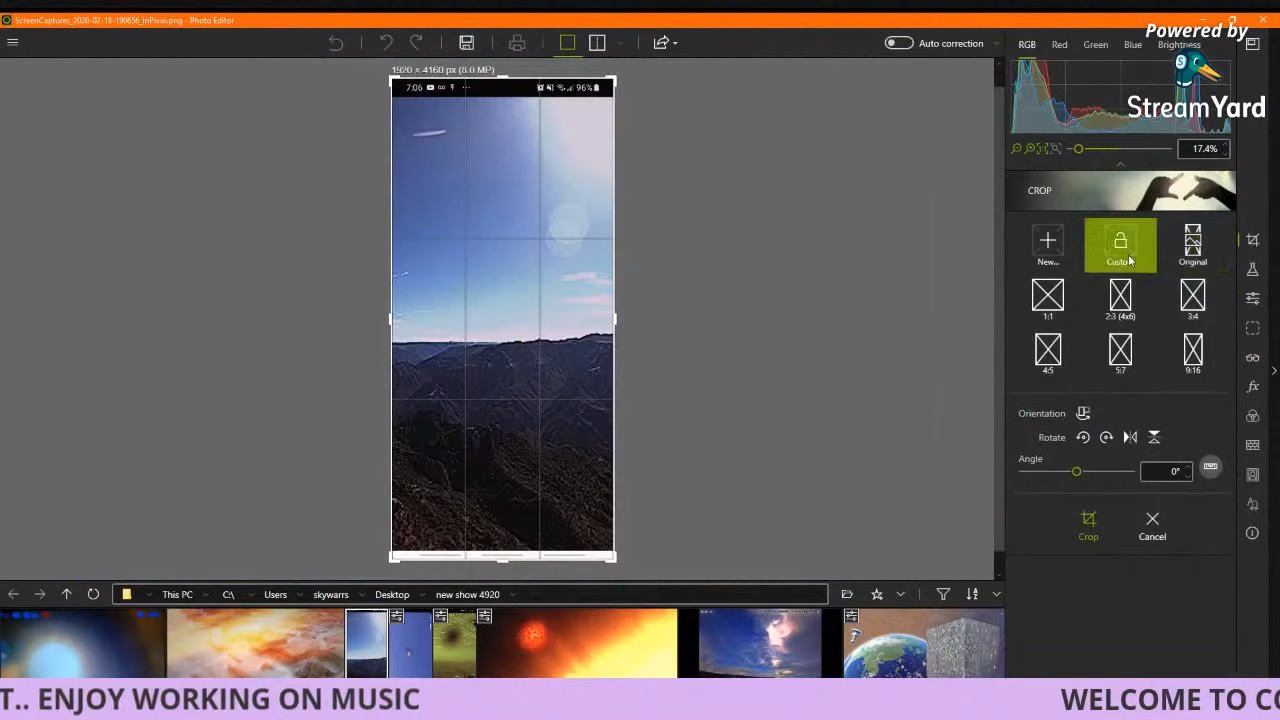 ScreenCaptures_2020-02-18-190656_InPixio.png - Photo Editor
Powered by
StreamYard
Auto correction
RGB Red Green Blue Brightness
1920 × 4160 px (8.0 MP)
7:06
96%
17.4%
CROP
New...
Custo
Original
1:1
2:3 (4x6)
3:4
4:5
5:7
9:16
Orientation
Rotate
Angle
0°
Crop
Cancel
This PC
C:\
Users
skywarrs
Desktop
new show 4920
T.. ENJOY WORKING ON MUSIC
WELCOME TO CO